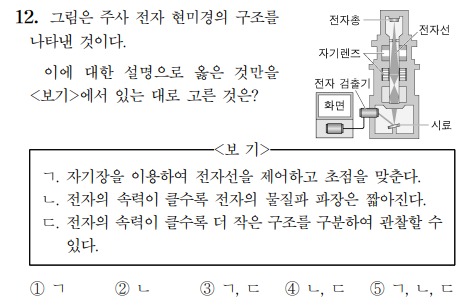 12. 그림은 주사 전자 현미경의 구조를
나타낸 것이다.
이에 대한 설명으로 옳은 것만을
<보기>에서 있는 대로 고른 것은?
전자총
전자선
자기렌즈
전자 검출기
화면
시료
<보 기>
ㄱ. 자기장을 이용하여 전자선을 제어하고 초점을 맞춘다.
ㄴ. 전자의 속력이 클수록 전자의 물질파 파장은 짧아진다.
ㄷ. 전자의 속력이 클수록 더 작은 구조를 구분하여 관찰할 수
있다.
① ㄱ ② ㄴ ③ ㄱ, ㄷ ④ ㄴ, ㄷ ⑤ ㄱ, ㄴ, ㄷ